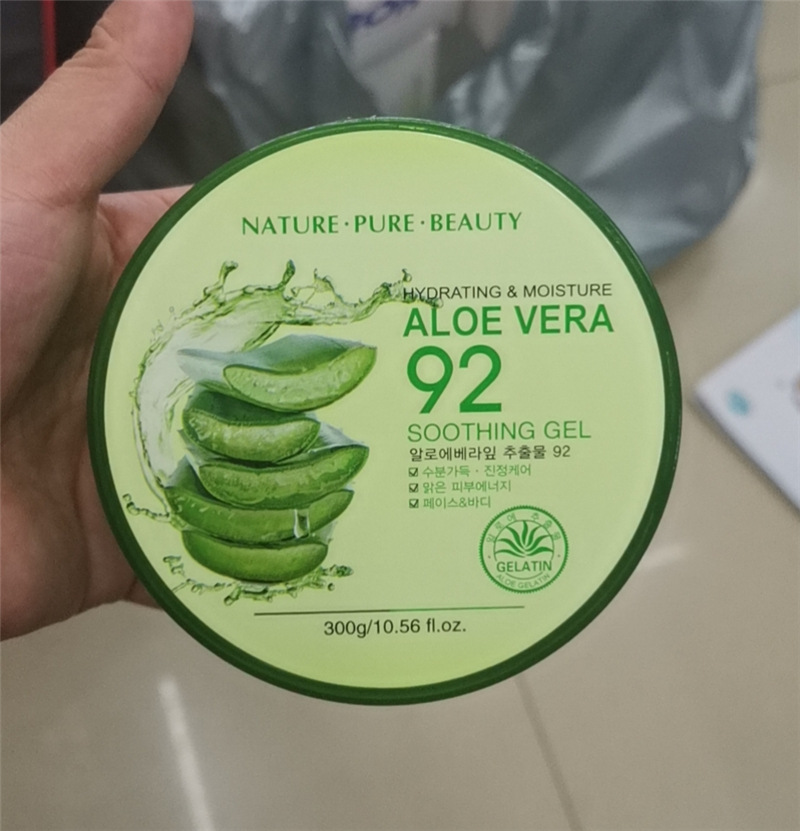 NATURE·PURE·BEAUTY
HYDRATING & MOISTURE
ALOE VERA
92
SOOTHING GEL
알로에베라잎 추출물 92
수분가득·진정케어
맑은 피부에너지
페이스&바디
GELATIN
ALOE GELATIN
300g/10.56 fl.oz.